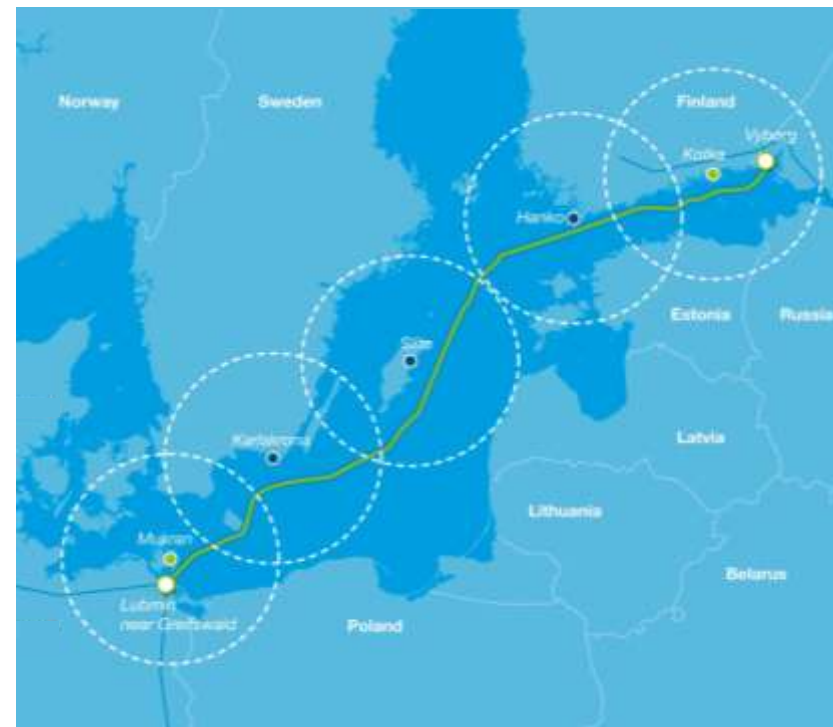 Norway
Sweden
Finland
Vyborg
Kotka
Hanko
Estonia
Russia
Slite
Latvia
Karlskrona
Lithuania
Mukran
Belarus
Lubmin
near Greifswald
Poland